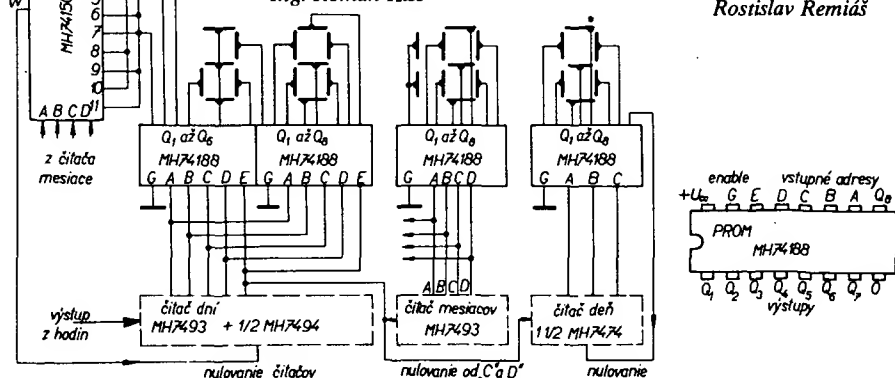 Rostislav Remiáš
W
MH74150
6
7
8
9
10
11
A B C D
z čítača
mesiace
Q1 až Q6
MH74188
G A B C D E
Q1 až Q8
MH74188
G A B C D E
Q1 až Q8
MH74188
G A B C D
Q1 až Q8
MH74188
G A B C
výstup
z hodín
čítač dní
MH7493 + 1/2 MH7494
A B C D
čítač mesiacov
MH7493
čítač deň
1 1/2 MH7474
nulovanie čítačov
nulovanie od „C“ a D“
nulovanie
enable vstupné adresy
+Ucc G E D C B A Q8
PROM
MH74188
Q1 Q2 Q3 Q4 Q5 Q6 Q7 0
výstupy